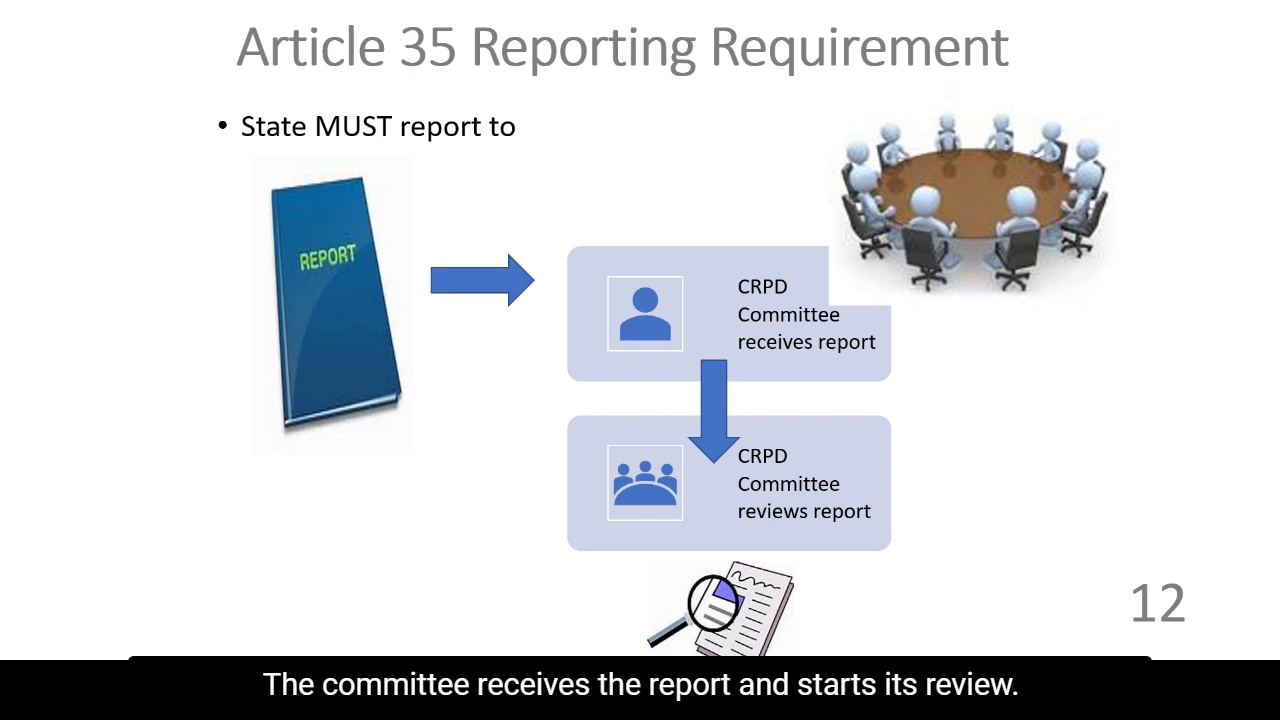 Article 35 Reporting Requirement
• State MUST report to
REPORT
CRPD
Committee
receives report
CRPD
Committee
reviews report
12
The committee receives the report and starts its review.